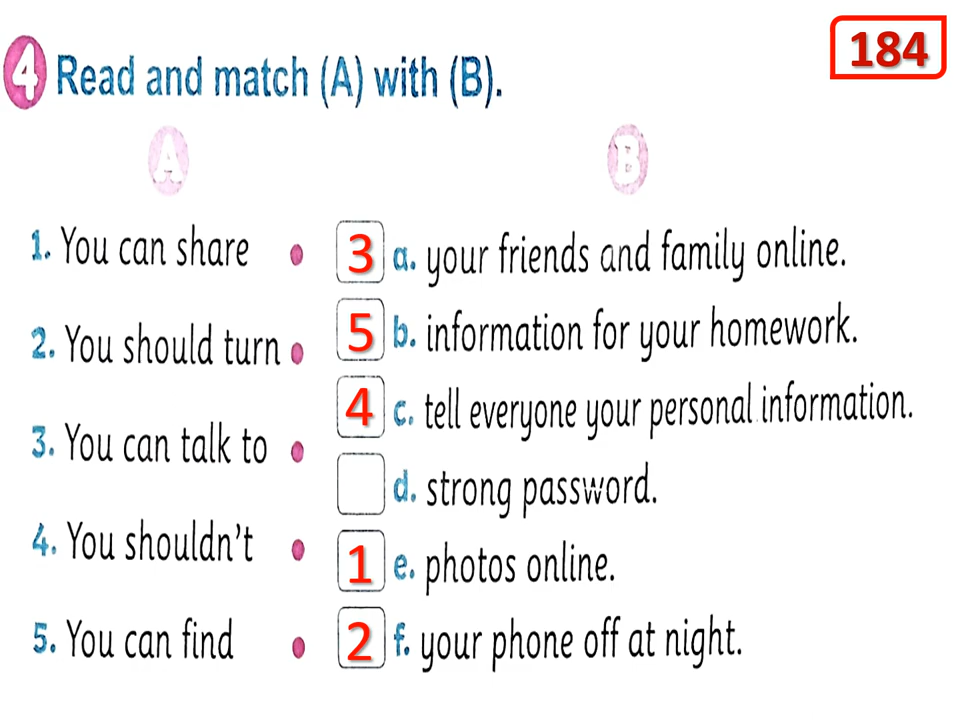 184
4 Read and match (A) with (B).
A B
1. You can share • 3 a. your friends and family online.
2. You should turn • 5 b. information for your homework.
4 c. tell everyone your personal information.
3. You can talk to •
d. strong password.
4. You shouldn't • 1 e. photos online.
5. You can find • 2 f. your phone off at night.